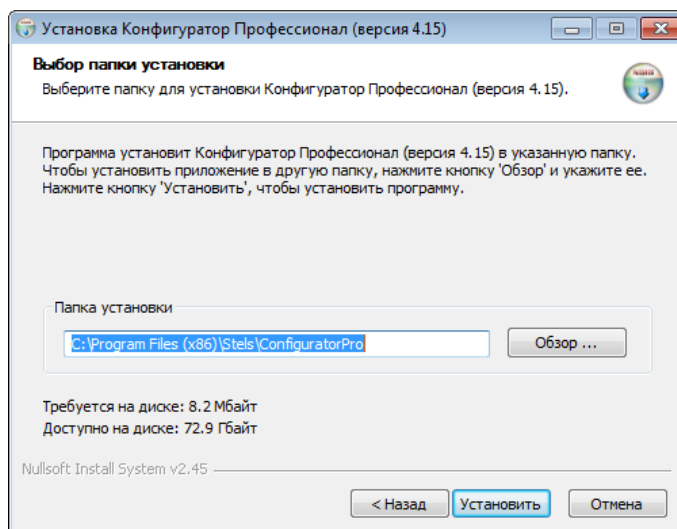 Установка Конфигуратор Профессионал (версия 4.15)
Выбор папки установки
Выберите папку для установки Конфигуратор Профессионал (версия 4.15).
Программа установит Конфигуратор Профессионал (версия 4.15) в указанную папку.
Чтобы установить приложение в другую папку, нажмите кнопку 'Обзор' и укажите ее.
Нажмите кнопку 'Установить', чтобы установить программу.
Папка установки
C:\Program Files (x86)\Stels\ConfiguratorPro
Обзор ...
Требуется на диске: 8.2 Мбайт
Доступно на диске: 72.9 Гбайт
Nullsoft Install System v2.45
< Назад
Установить
Отмена